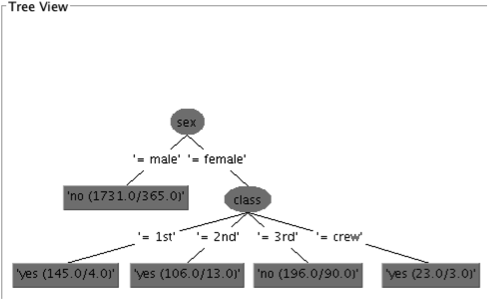 Tree View
sex
'= male' '= female'
'no (1731.0/365.0)'
class
'= 1st' '= 2nd' '= 3rd' '= crew'
'yes (145.0/4.0)' 'yes (106.0/13.0)' 'no (196.0/90.0)' 'yes (23.0/3.0)'